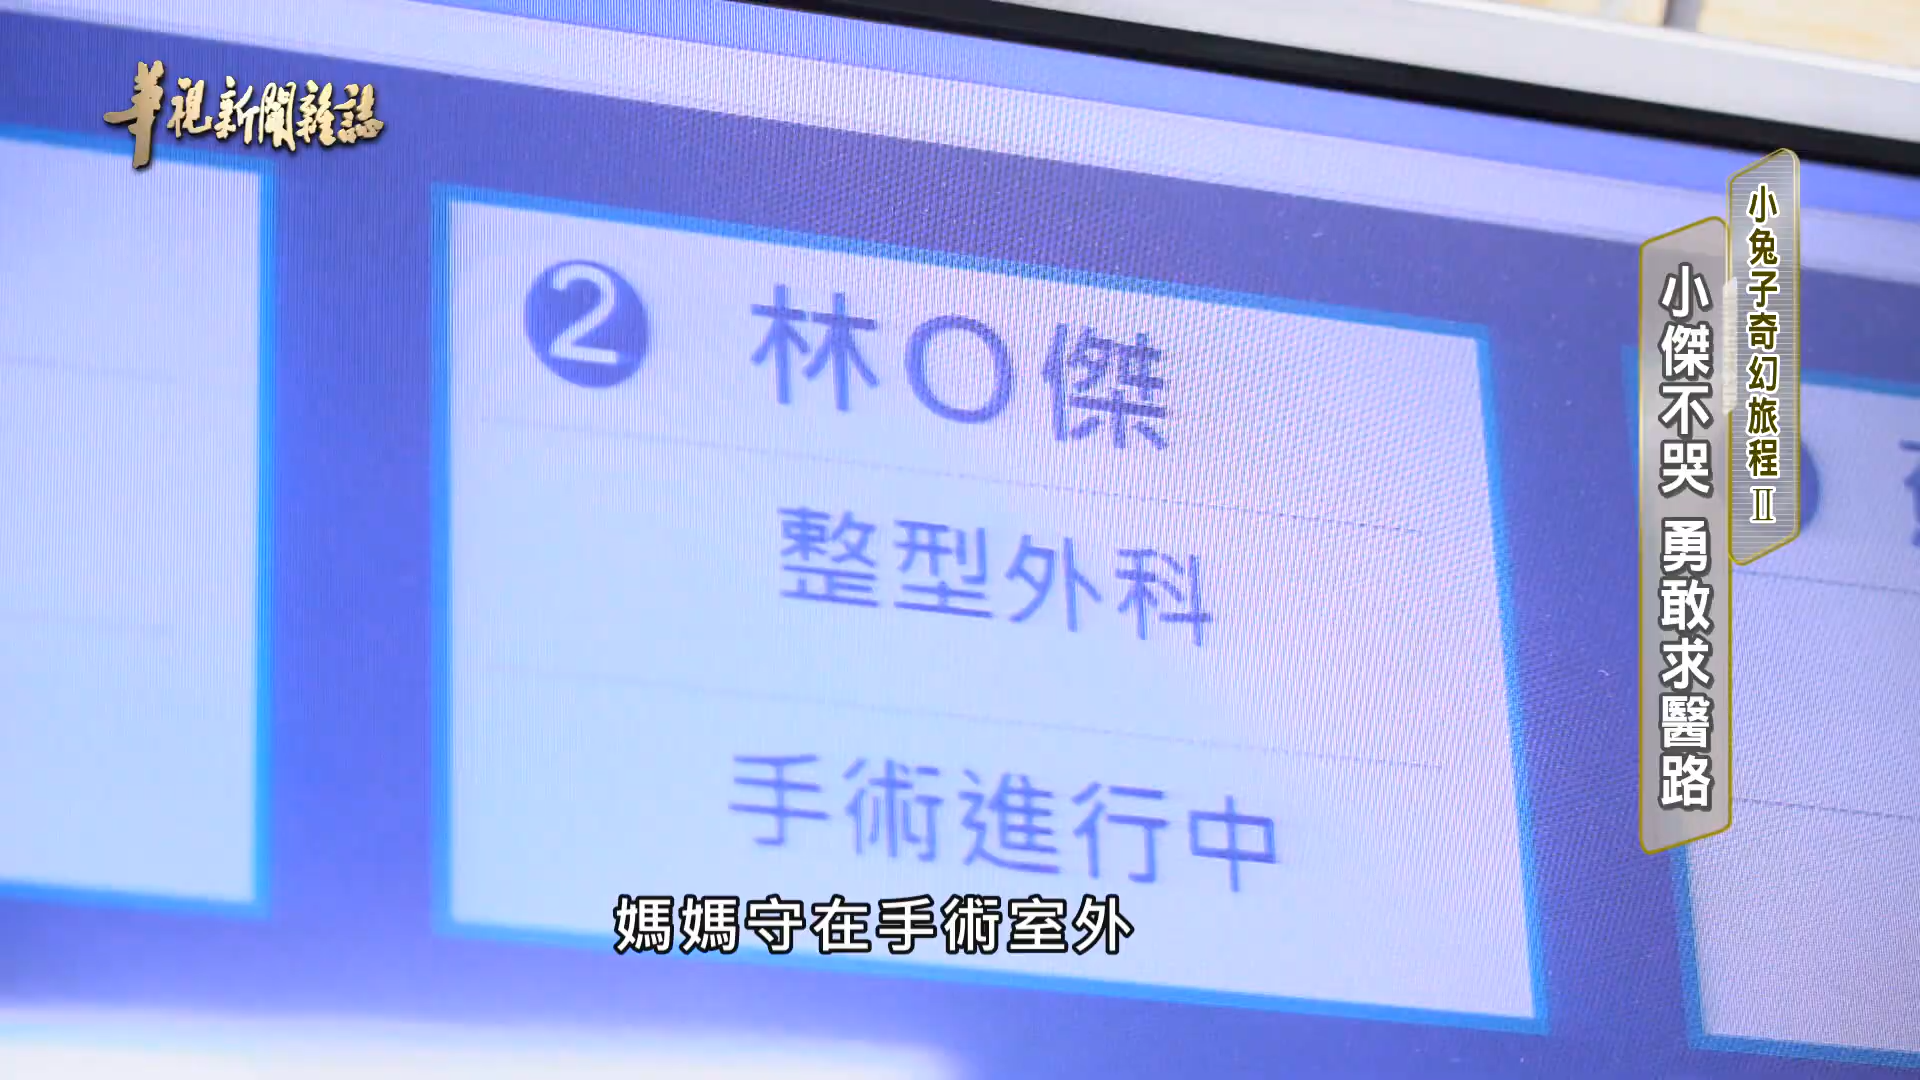 華視新聞雜誌
小兔子奇幻旅程Ⅱ
小傑不哭 勇敢求醫路
❷ 林〇傑
整型外科
手術進行中
媽媽守在手術室外